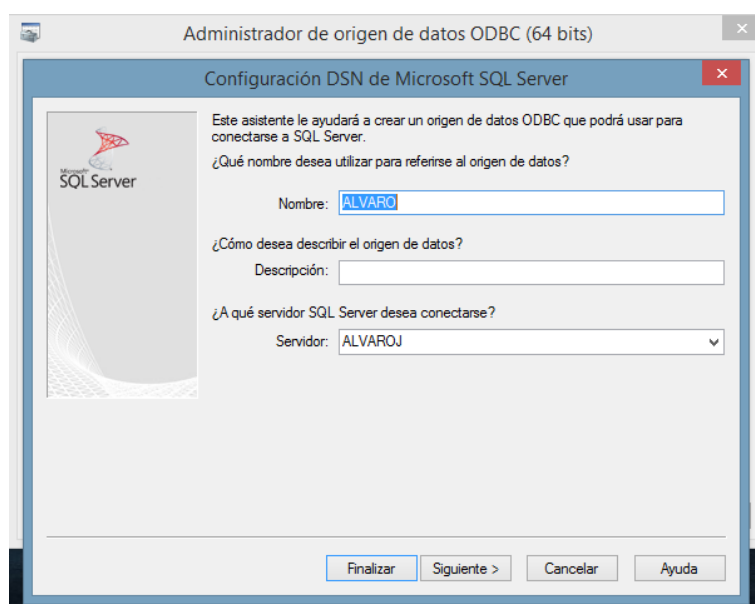 Administrador de origen de datos ODBC (64 bits)
Configuración DSN de Microsoft SQL Server
Este asistente le ayudará a crear un origen de datos ODBC que podrá usar para
conectarse a SQL Server.
¿Qué nombre desea utilizar para referirse al origen de datos?
Microsoft
SQL Server
Nombre: ALVARO
¿Cómo desea describir el origen de datos?
Descripción:
¿A qué servidor SQL Server desea conectarse?
Servidor: ALVAROJ
Finalizar Siguiente > Cancelar Ayuda